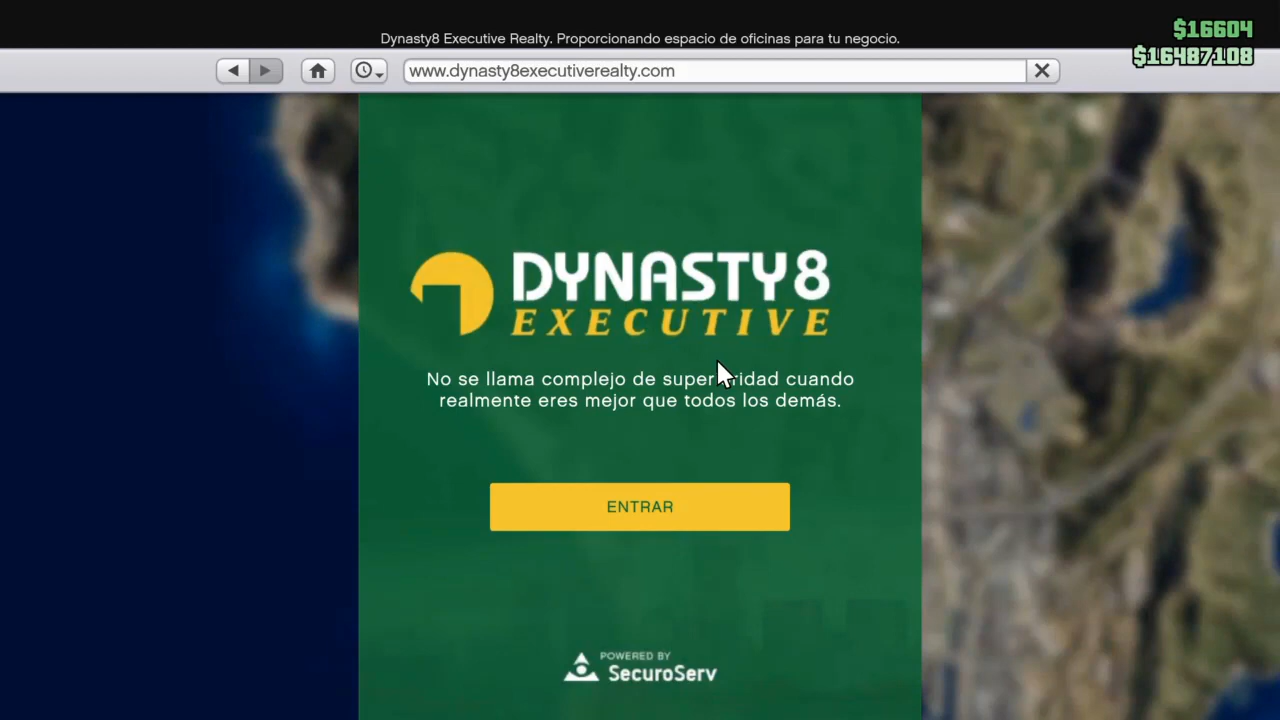 $16604
Dynasty8 Executive Realty. Proporcionando espacio de oficinas para tu negocio.
$16487108
www.dynasty8executiverealty.com
DYNASTY8
EXECUTIVE
No se llama complejo de superioridad cuando
realmente eres mejor que todos los demás.
ENTRAR
POWERED BY
SecuroServ